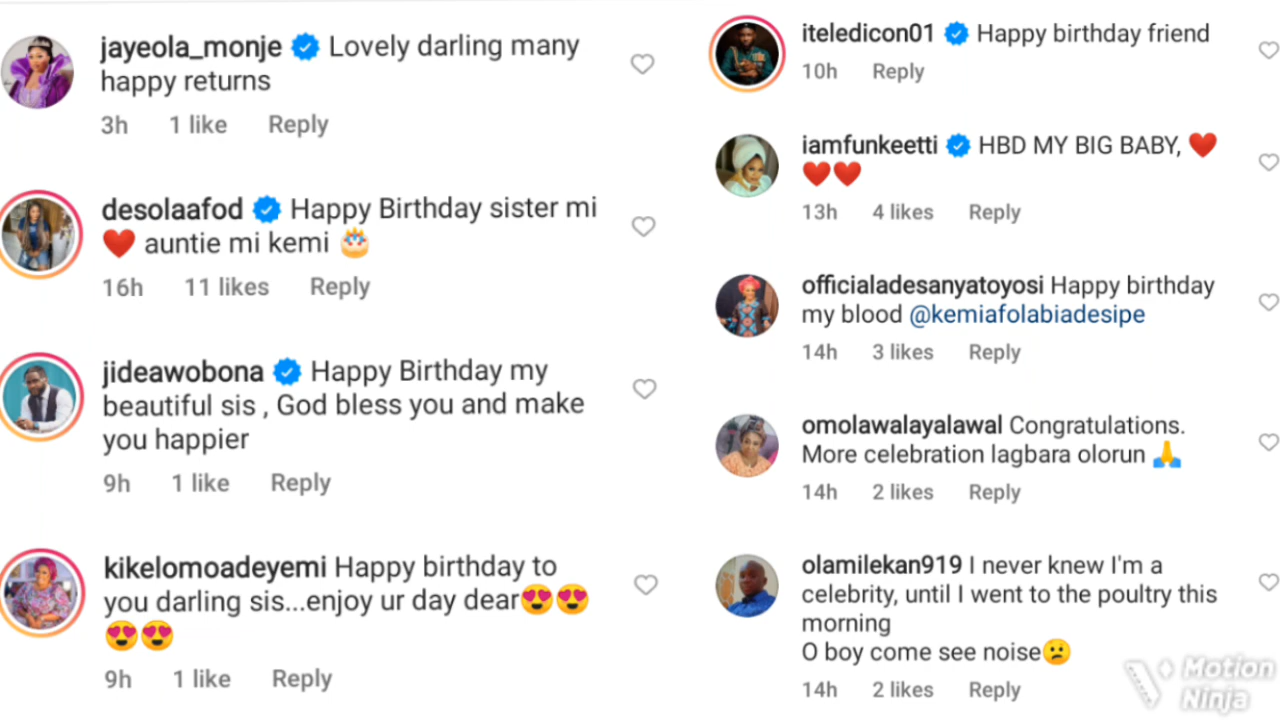 jayeola_monje Lovely darling many
happy returns
3h 1 like Reply
desolaafod Happy Birthday sister mi
❤️ auntie mi kemi 🎂
16h 11 likes Reply
jideawobona Happy Birthday my
beautiful sis , God bless you and make
you happier
9h 1 like Reply
kikelomoadeyemi Happy birthday to
you darling sis...enjoy ur day dear😍😍
😍😍
9h 1 like Reply
iteledicon01 Happy birthday friend
10h Reply
iamfunkeetti HBD MY BIG BABY, ❤️
❤️❤️
13h 4 likes Reply
officialadesanyatoyosi Happy birthday
my blood @kemiafolabiadesipe
14h 3 likes Reply
omolawalayalawal Congratulations.
More celebration lagbara olorun 🙏
14h 2 likes Reply
olamilekan919 I never knew I'm a
celebrity, until I went to the poultry this
morning
O boy come see noise😕
14h 2 likes Reply
Motion
Ninja